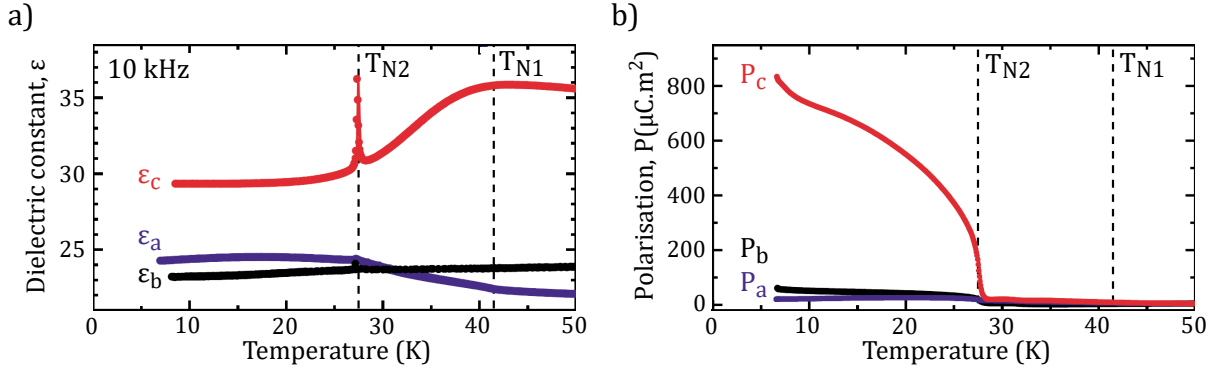 a)
10 kHz
T_N2
T_N1
Dielectric constant, ε
35
30
25
ε_c
ε_a
ε_b
0 10 20 30 40 50
Temperature (K)
b)
P_c
T_N2
T_N1
Polarisation, P(μC.m²)
800
600
400
200
0
P_b
P_a
0 10 20 30 40 50
Temperature (K)